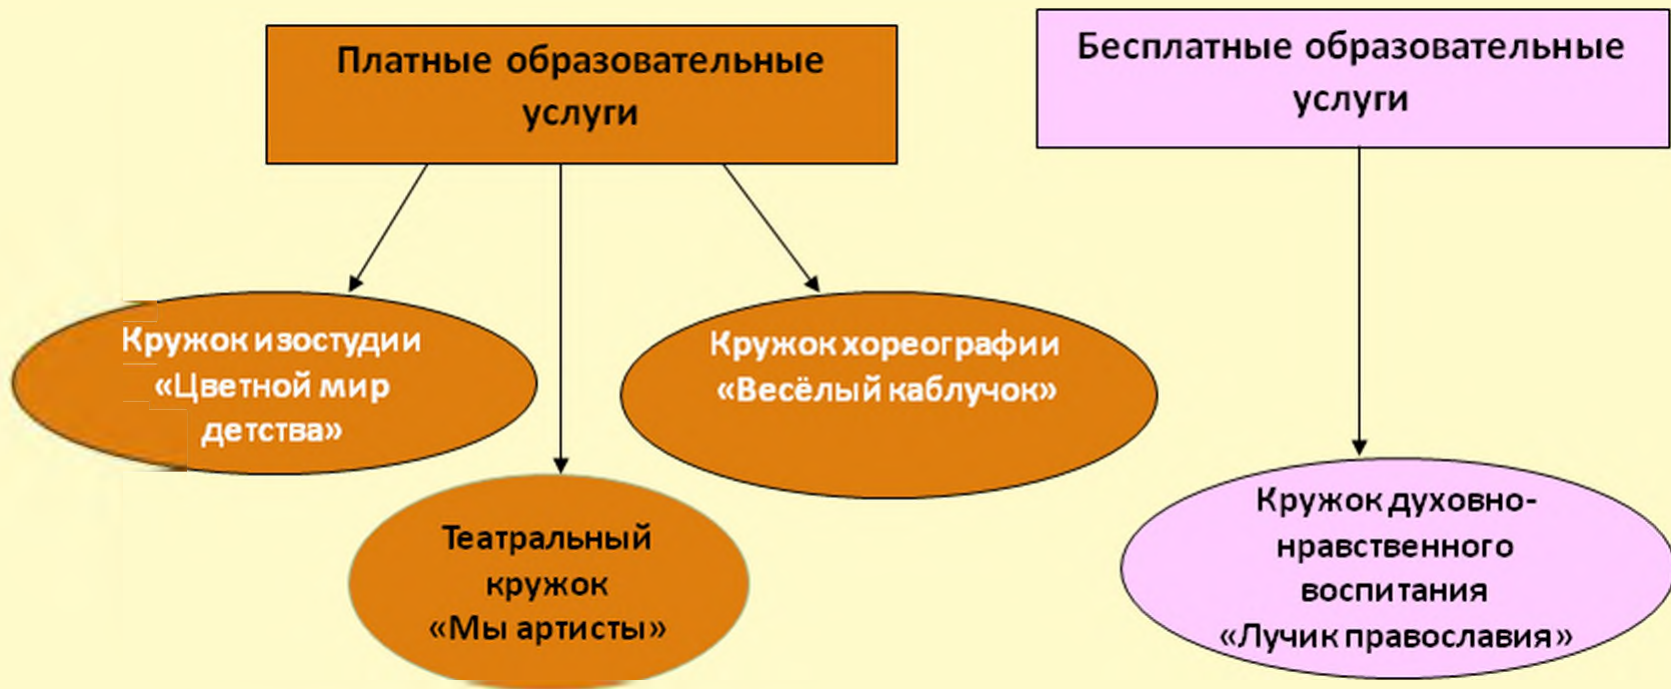 Платные образовательные
услуги
Бесплатные образовательные
услуги
Кружок изостудии
«Цветной мир
детства»
Кружок хореографии
«Весёлый каблучок»
Театральный
кружок
«Мы артисты»
Кружок духовно-
нравственного
воспитания
«Лучик православия»